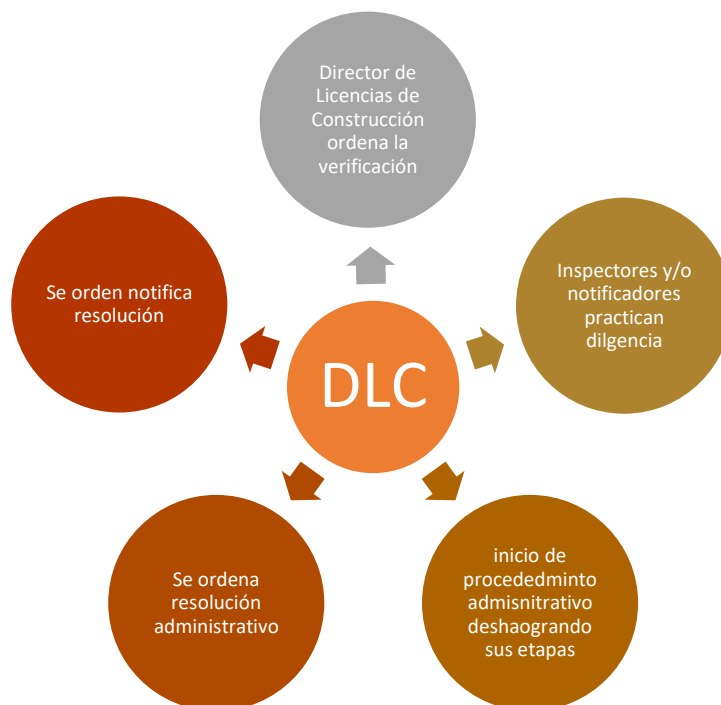 Director de
Licencias de
Construcción
ordena la
verificación
Inspectores y/o
notificadores
practican
dilgencia
Se orden notifica
resolución
DLC
Se ordena
resolución
administrativo
inicio de
procededminto
admisnitrativo
deshaogrando
sus etapas